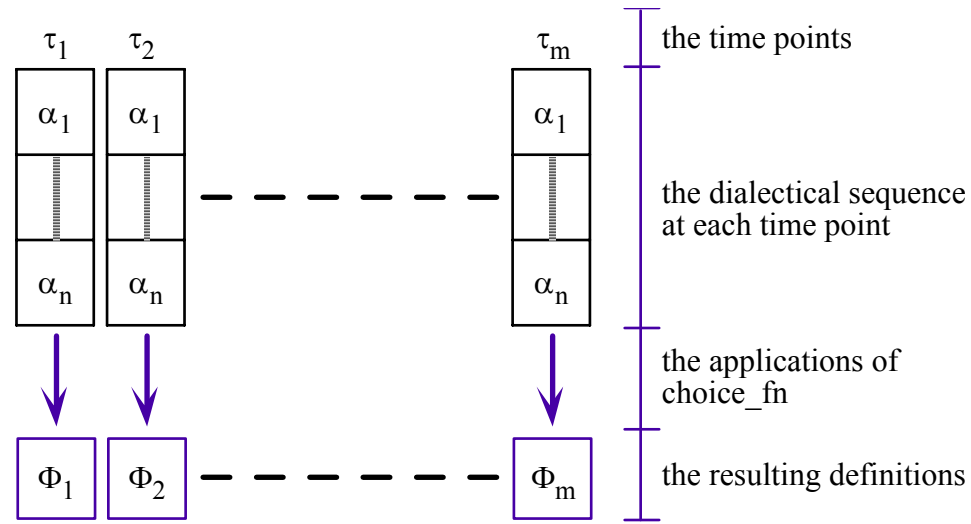 τ1 τ2 τm the time points
α1 α1 α1
the dialectical sequence
at each time point
αn αn αn
the applications of
choice_fn
Φ1 Φ2 Φm the resulting definitions